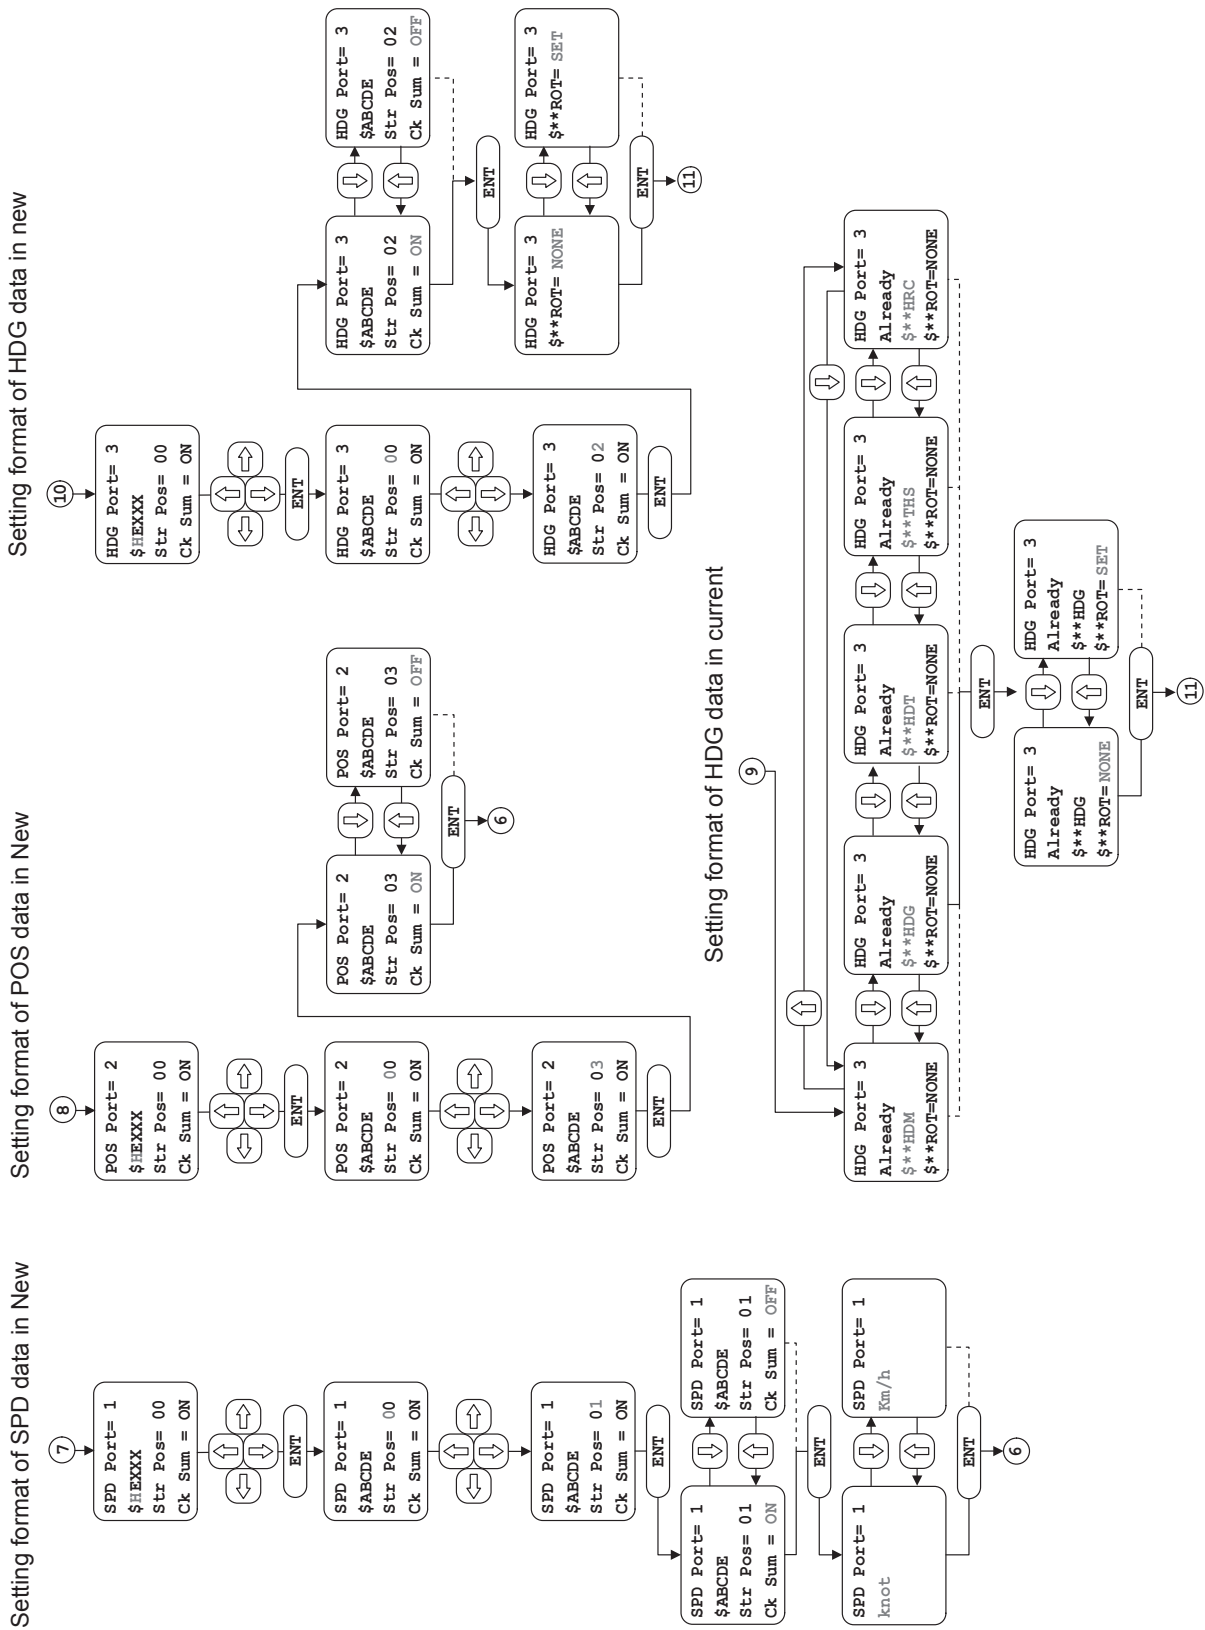 Setting format of SPD data in New
7
SPD Port= 1
$HEXXX
Str Pos= 00
Ck Sum = ON
ENT
SPD Port= 1
$ABCDE
Str Pos= 00
Ck Sum = ON
SPD Port= 1
$ABCDE
Str Pos= 01
Ck Sum = ON
ENT
SPD Port= 1
$ABCDE
Str Pos= 01
Ck Sum = ON
SPD Port= 1
$ABCDE
Str Pos= 01
Ck Sum = OFF
ENT
SPD Port= 1
knot
SPD Port= 1
Km/h
ENT
6
Setting format of POS data in New
8
POS Port= 2
$HEXXX
Str Pos= 00
Ck Sum = ON
ENT
POS Port= 2
$ABCDE
Str Pos= 00
Ck Sum = ON
POS Port= 2
$ABCDE
Str Pos= 03
Ck Sum = ON
ENT
POS Port= 2
$ABCDE
Str Pos= 03
Ck Sum = ON
POS Port= 2
$ABCDE
Str Pos= 03
Ck Sum = OFF
ENT
6
Setting format of HDG data in new
10
HDG Port= 3
$HEXXX
Str Pos= 00
Ck Sum = ON
ENT
HDG Port= 3
$ABCDE
Str Pos= 00
Ck Sum = ON
HDG Port= 3
$ABCDE
Str Pos= 02
Ck Sum = ON
ENT
HDG Port= 3
$ABCDE
Str Pos= 02
Ck Sum = ON
HDG Port= 3
$ABCDE
Str Pos= 02
Ck Sum = OFF
ENT
HDG Port= 3
$**ROT= NONE
HDG Port= 3
$**ROT= SET
ENT
11
Setting format of HDG data in current
9
HDG Port= 3
Already
$**HDM
$**ROT=NONE
HDG Port= 3
Already
$**HDG
$**ROT=NONE
HDG Port= 3
Already
$**HDT
$**ROT=NONE
HDG Port= 3
Already
$**THS
$**ROT=NONE
HDG Port= 3
Already
$**HRC
$**ROT=NONE
ENT
HDG Port= 3
Already
$**HDG
$**ROT= NONE
HDG Port= 3
Already
$**HDG
$**ROT= SET
ENT
11